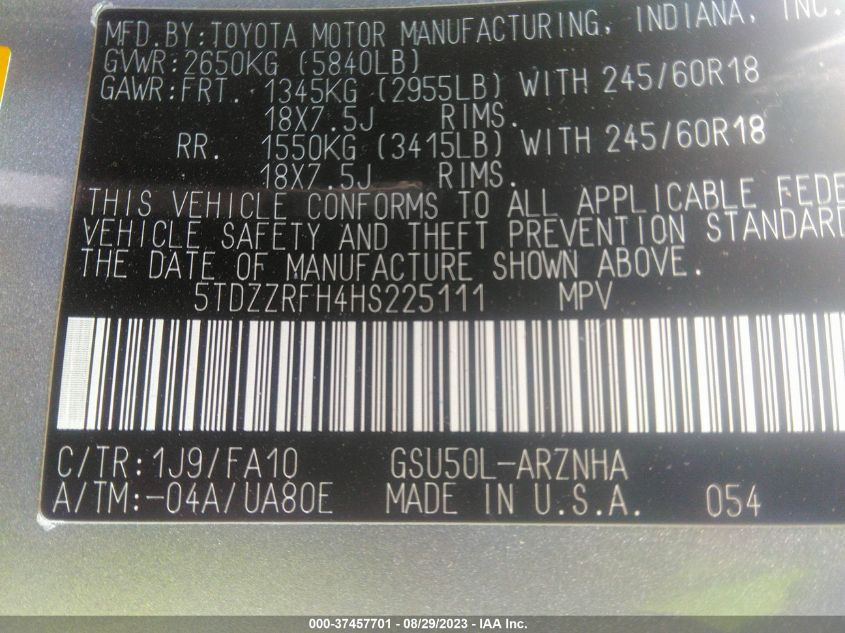 MFD.BY:TOYOTA MOTOR MANUFACTURING, INDIANA, INC.
GVWR:2650KG (5840LB)
GAWR:FRT. 1345KG (2955LB) WITH 245/60R18
18X7.5J RIMS.
RR. 1550KG (3415LB) WITH 245/60R18
18X7.5J RIMS.
THIS VEHICLE CONFORMS TO ALL APPLICABLE FEDE
VEHICLE SAFETY AND THEFT PREVENTION STANDARD
THE DATE OF MANUFACTURE SHOWN ABOVE.
5TDZZRFH4HS225111 MPV
C/TR:1J9/FA10 GSU50L-ARZNHA
A/TM:-04A/UA80E MADE IN U.S.A. 054
000-37457701 - 08/29/2023 - IAA Inc.